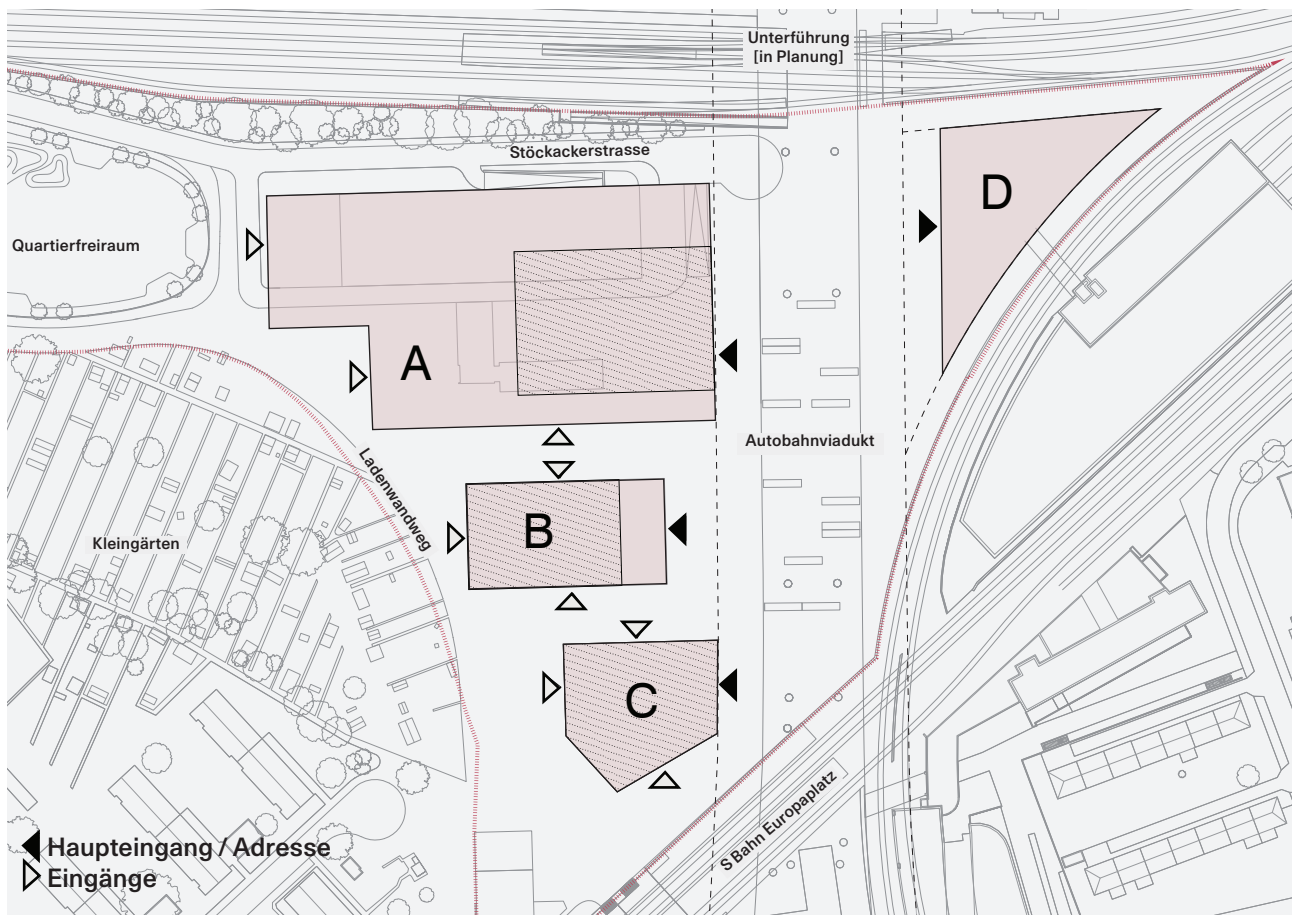 Unterführung
[in Planung]
Stöckackerstrasse
D
Quartierfreiraum
A
Autobahnviadukt
Ladenwandweg
B
Kleingärten
C
S Bahn Europaplatz
Haupteingang / Adresse
Eingänge